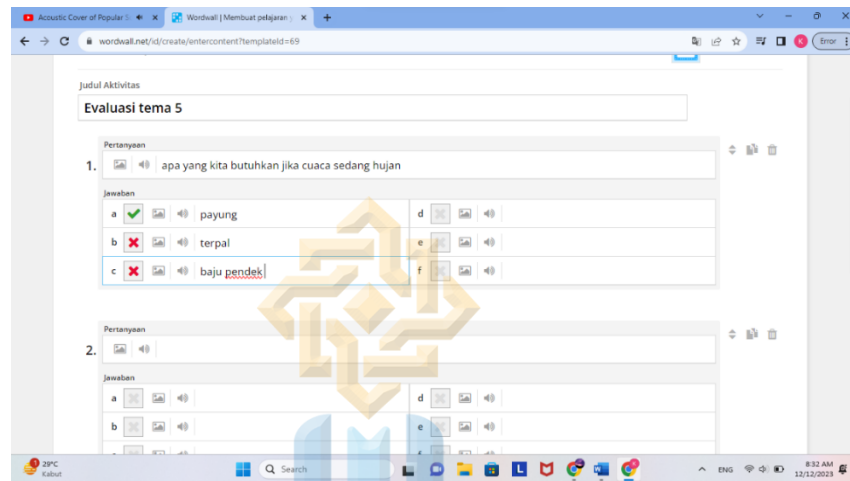 Acoustic Cover of Popular S
Wordwall | Membuat pelajaran y
wordwall.net/id/create/entercontent?templateId=69
K
Error
Judul Aktivitas
Evaluasi tema 5
Pertanyaan
1. apa yang kita butuhkan jika cuaca sedang hujan
Jawaban
a payung d
b terpal e
c baju pendek f
Pertanyaan
2.
Jawaban
a d
b e
29°C
Kabut
Search
ENG
8:32 AM
12/12/2023